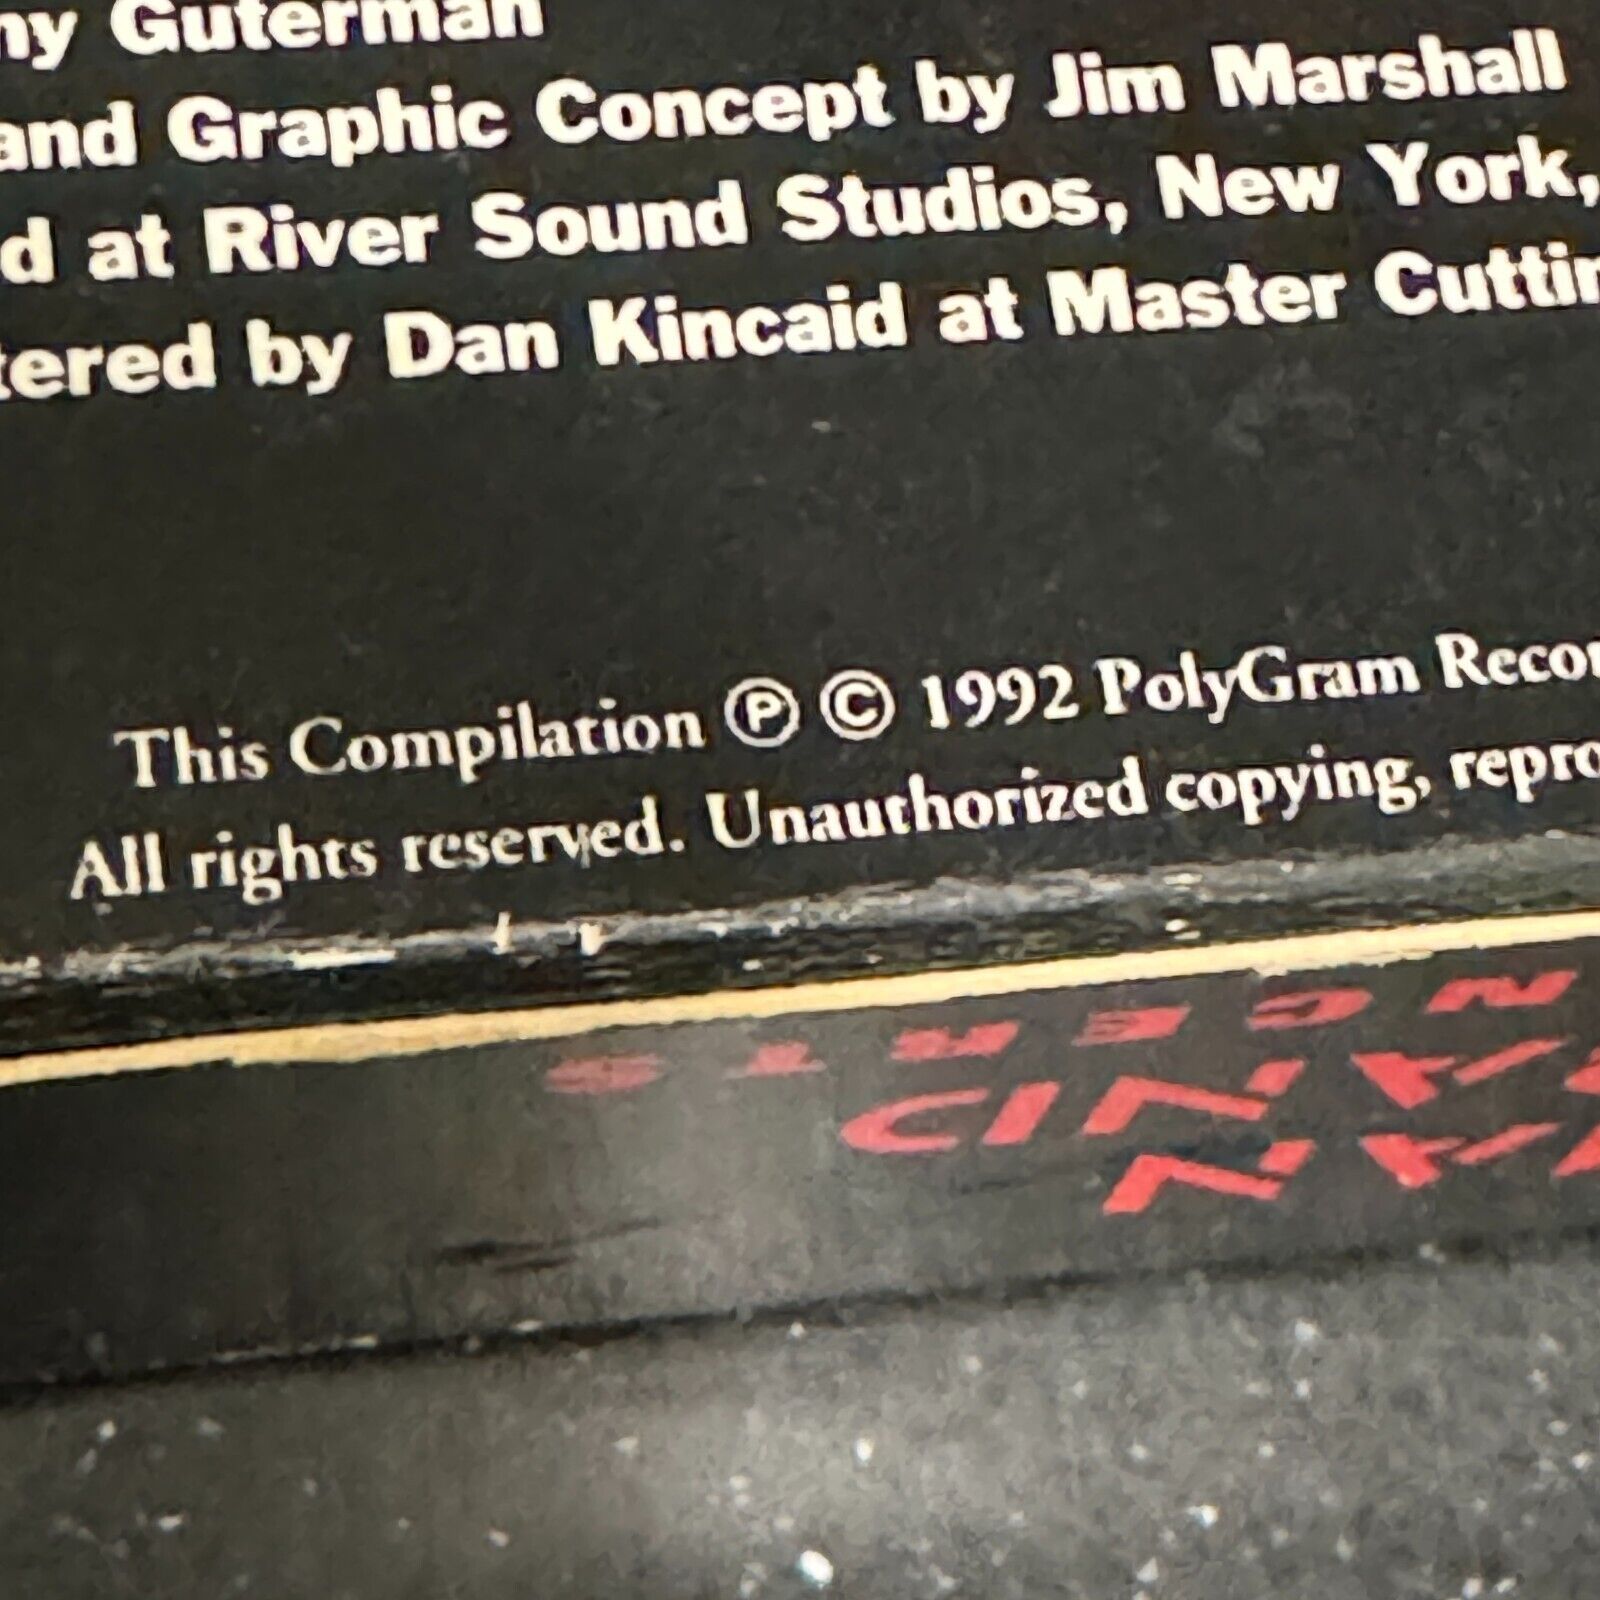 ny Guterman
and Graphic Concept by Jim Marshall
d at River Sound Studios, New York,
tered by Dan Kincaid at Master Cuttin
This Compilation Ⓟ © 1992 PolyGram Recor
All rights reserved. Unauthorized copying, repro